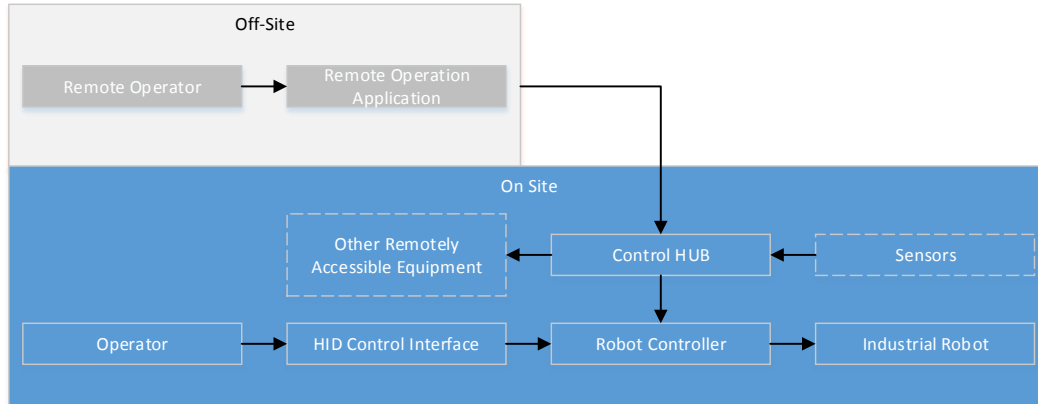 Off-Site
Remote Operator
Remote Operation
Application
On Site
Other Remotely
Accessible Equipment
Control HUB
Sensors
Operator
HID Control Interface
Robot Controller
Industrial Robot